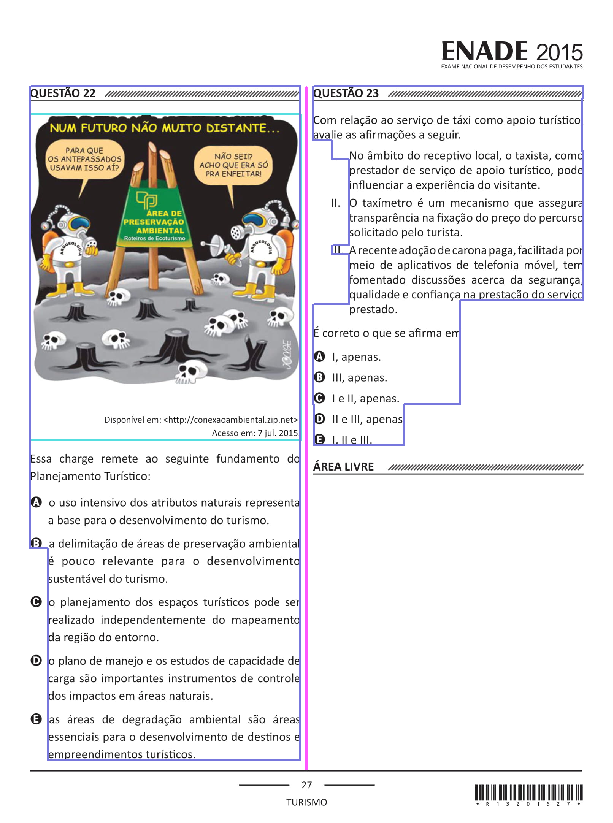 ENADE 2015
EXAME NACIONAL DE DESEMPENHO DOS ESTUDANTES
QUESTÃO 22
NUM FUTURO NÃO MUITO DISTANTE...
PARA QUE
OS ANTEPASSADOS
USAVAM ISSO AÍ?
NÃO SEI?
ACHO QUE ERA SÓ
PRA ENFEITAR!
ÁREA DE
PRESERVAÇÃO
AMBIENTAL
Roteiros de Ecoturismo
Disponível em: <http://conexaoambiental.zip.net>
Acesso em: 7 jul. 2015
Essa charge remete ao seguinte fundamento do
Planejamento Turístico:
A o uso intensivo dos atributos naturais representa
a base para o desenvolvimento do turismo.
B a delimitação de áreas de preservação ambiental
é pouco relevante para o desenvolvimento
sustentável do turismo.
C o planejamento dos espaços turísticos pode ser
realizado independentemente do mapeamento
da região do entorno.
D o plano de manejo e os estudos de capacidade de
carga são importantes instrumentos de controle
dos impactos em áreas naturais.
E as áreas de degradação ambiental são áreas
essenciais para o desenvolvimento de destinos e
empreendimentos turísticos.
QUESTÃO 23
Com relação ao serviço de táxi como apoio turístico
avalie as afirmações a seguir.
No âmbito do receptivo local, o taxista, como
prestador de serviço de apoio turístico, pode
influenciar a experiência do visitante.
II. O taxímetro é um mecanismo que assegura
transparência na fixação do preço do percurso
solicitado pelo turista.
III A recente adoção de carona paga, facilitada por
meio de aplicativos de telefonia móvel, tem
fomentado discussões acerca da segurança,
qualidade e confiança na prestação do serviço
prestado.
É correto o que se afirma em
A I, apenas.
B III, apenas.
C I e II, apenas.
D II e III, apenas
E I, II e III.
ÁREA LIVRE
27
TURISMO